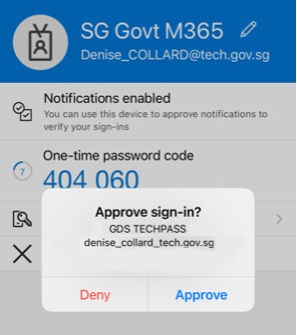 SG Govt M365
Denise_COLLARD@tech.gov.sg
Notifications enabled
You can use this device to approve notifications to
verify your sign-ins
One-time password code
7
404 060
Approve sign-in?
GDS TECHPASS
denise_collard_tech.gov.sg
Deny
Approve